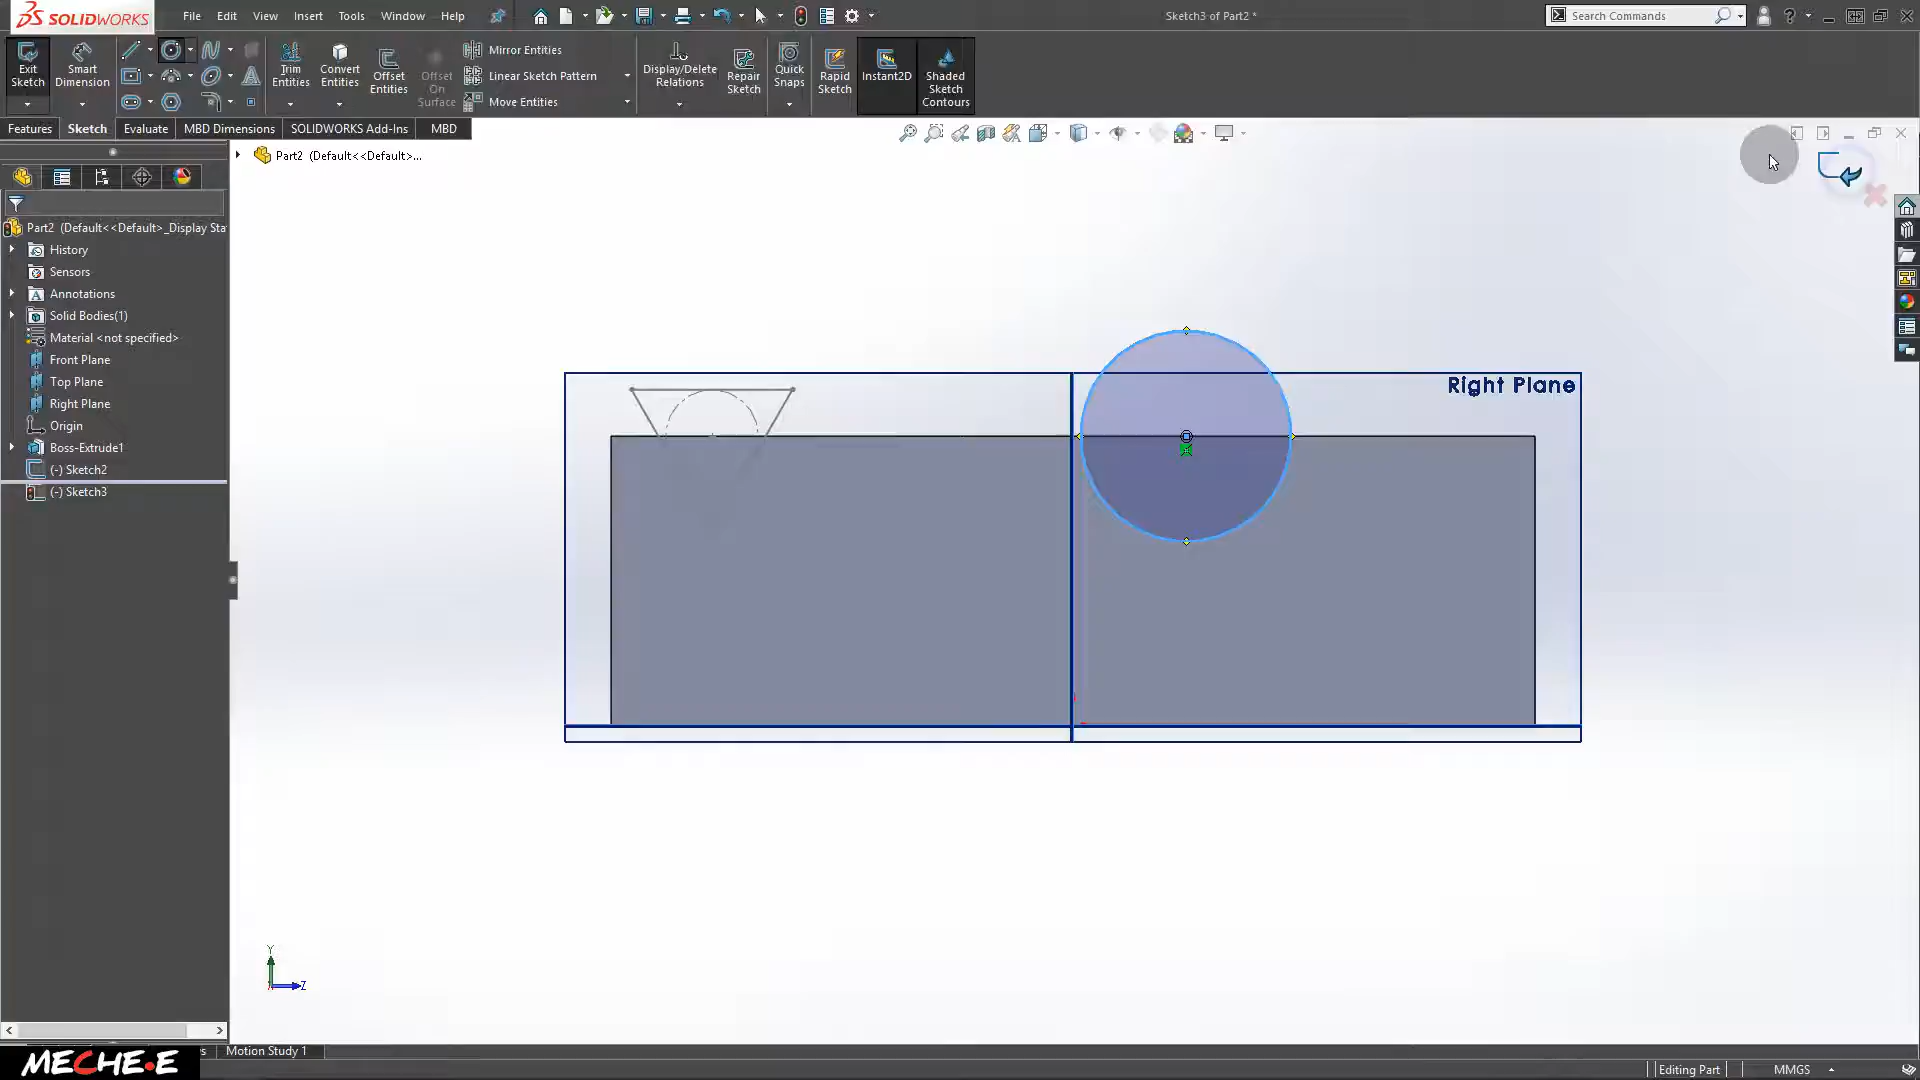 SOLIDWORKS File Edit View Insert Tools Window Help Sketch3 of Part2 * Search Commands
Exit Sketch
Smart Dimension
Trim Entities
Convert Entities
Offset Entities
Offset On Surface
Mirror Entities
Linear Sketch Pattern
Move Entities
Display/Delete Relations
Repair Sketch
Quick Snaps
Rapid Sketch
Instant2D
Shaded Sketch Contours
Features Sketch Evaluate MBD Dimensions SOLIDWORKS Add-Ins MBD
Part2 (Default<<Default>...
Part2 (Default<<Default>_Display Sta
History
Sensors
Annotations
Solid Bodies(1)
Material <not specified>
Front Plane
Top Plane
Right Plane
Origin
Boss-Extrude1
(-) Sketch2
(-) Sketch3
Right Plane
Y
Z
Motion Study 1
MECHE.E
Editing Part MMGS